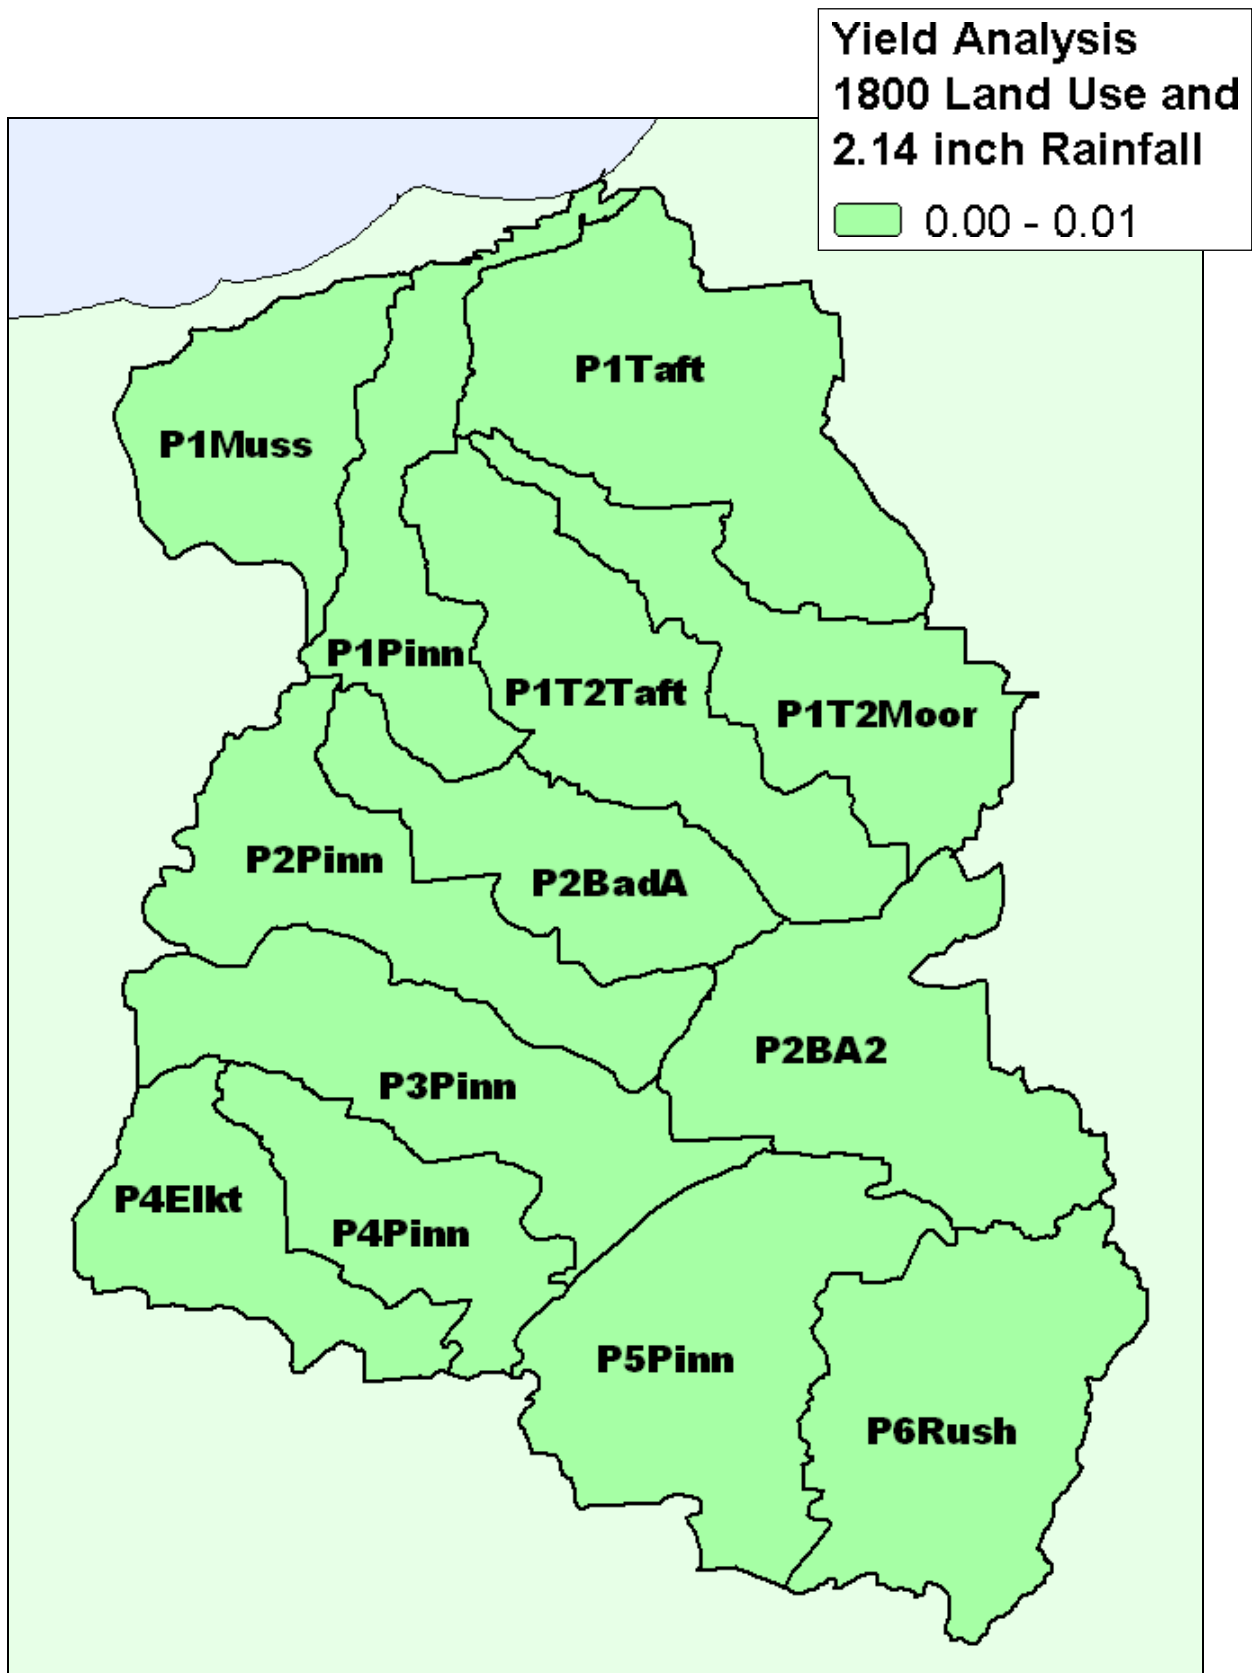 Yield Analysis
1800 Land Use and
2.14 inch Rainfall
0.00 - 0.01
P1Taft
P1Muss
P1Pinn
P1T2Taft
P1T2Moor
P2Pinn
P2BadA
P2BA2
P3Pinn
P4Elkt
P4Pinn
P5Pinn
P6Rush